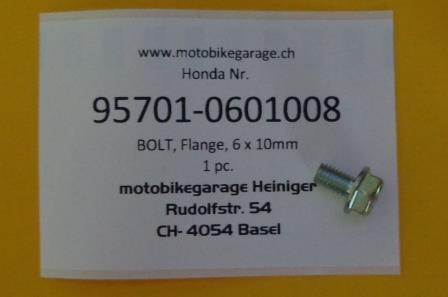 www.motobikegarage.ch
Honda Nr.
95701-0601008
BOLT, Flange, 6 x 10mm
1 pc.
motobikegarage Heiniger
Rudolfstr. 54
CH- 4054 Basel